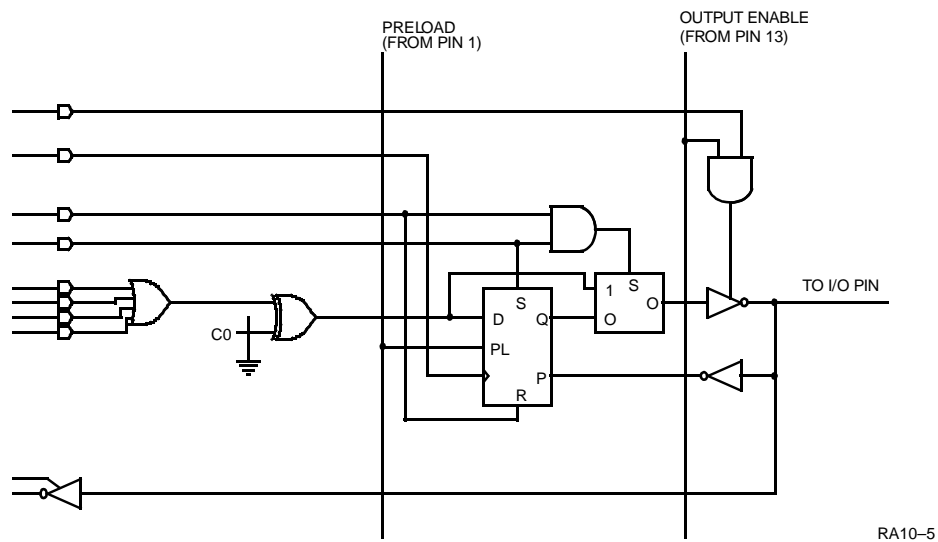 PRELOAD
(FROM PIN 1)
OUTPUT ENABLE
(FROM PIN 13)
S
1
O
O
TO I/O PIN
S
D
Q
C0
PL
P
R
RA10–5